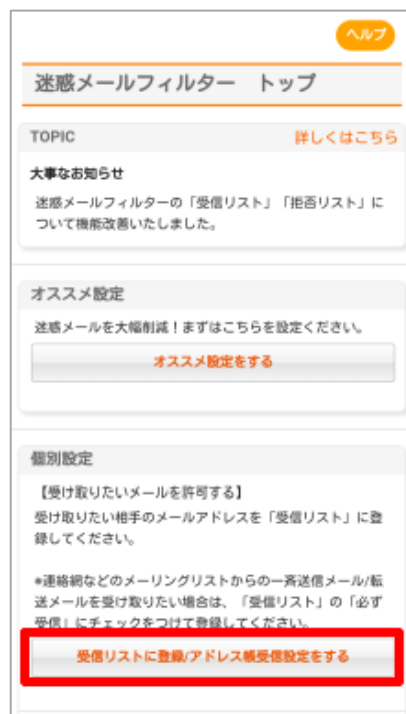 ヘルプ
迷惑メールフィルター　トップ
TOPIC
詳しくはこちら
大事なお知らせ
迷惑メールフィルターの「受信リスト」「拒否リスト」に
ついて機能改善いたしました。
オススメ設定
迷惑メールを大幅削減！まずはこちらを設定ください。
オススメ設定をする
個別設定
【受け取りたいメールを許可する】
受け取りたい相手のメールアドレスを「受信リスト」に登
録してください。
*連絡網などのメーリングリストからの一斉送信メール/転
送メールを受け取りたい場合は、「受信リスト」の「必ず
受信」にチェックをつけて登録してください。
受信リストに登録/アドレス帳受信設定をする